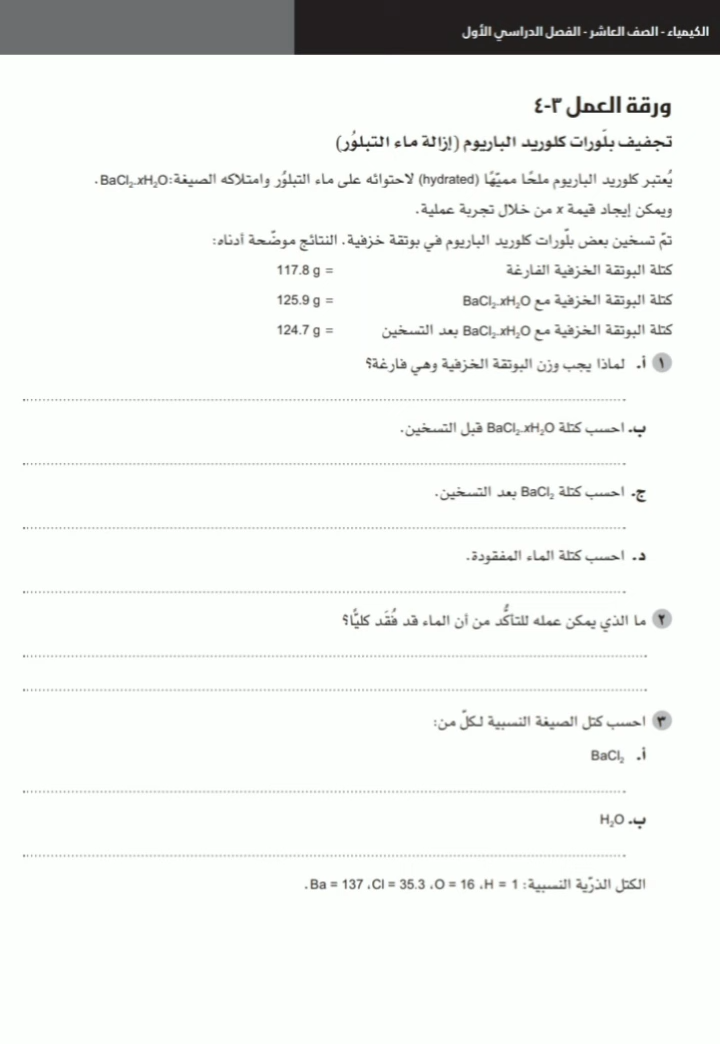 الكيمياء - الصف العاشر - الفصل الدراسي الأول
ورقة العمل ٣-٤
تجفيف بلّورات كلوريد الباريوم (إزالة ماء التبلوُر)
يُعتبر كلوريد الباريوم ملحًا مميّهًا (hydrated) لاحتوائه على ماء التبلوُر وامتلاكه الصيغة: BaCl₂.xH₂O.
ويمكن إيجاد قيمة x من خلال تجربة عملية.
تمّ تسخين بعض بلّورات كلوريد الباريوم في بوتقة خزفية. النتائج موضّحة أدناه:
كتلة البوتقة الخزفية الفارغة = 117.8 g
كتلة البوتقة الخزفية مع BaCl₂.xH₂O = 125.9 g
كتلة البوتقة الخزفية مع BaCl₂.xH₂O بعد التسخين = 124.7 g
١ أ. لماذا يجب وزن البوتقة الخزفية وهي فارغة؟
ب. احسب كتلة BaCl₂.xH₂O قبل التسخين.
ج. احسب كتلة BaCl₂ بعد التسخين.
د. احسب كتلة الماء المفقودة.
٢ ما الذي يمكن عمله للتأكُّد من أن الماء قد فُقَد كليًّا؟
٣ احسب كتل الصيغة النسبية لكلّ من:
أ. BaCl₂
ب. H₂O
الكتل الذرّية النسبية: Ba = 137 ،Cl = 35.3 ،O = 16 ،H = 1.